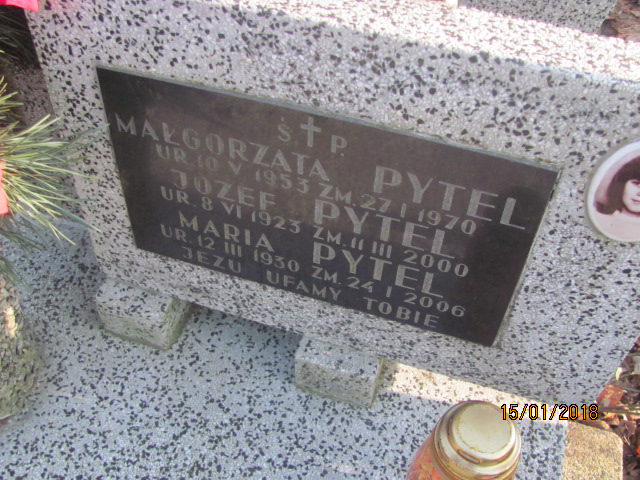 Ś † P.
MAŁGORZATA PYTEL
UR. 10 V 1953 ZM. 27 I 1970
JÓZEF PYTEL
UR. 8 VI 1923 ZM. 11 III 2000
MARIA PYTEL
UR. 12 III 1930 ZM. 24 I 2006
JEZU UFAMY TOBIE
15/01/2018